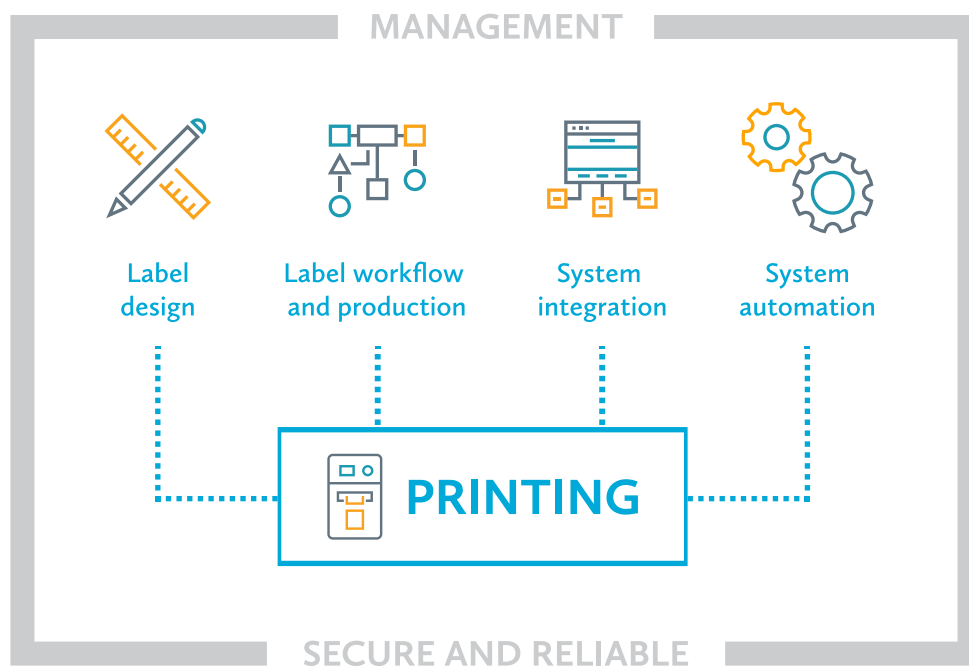 MANAGEMENT
Label
design
Label workflow
and production
System
integration
System
automation
PRINTING
SECURE AND RELIABLE